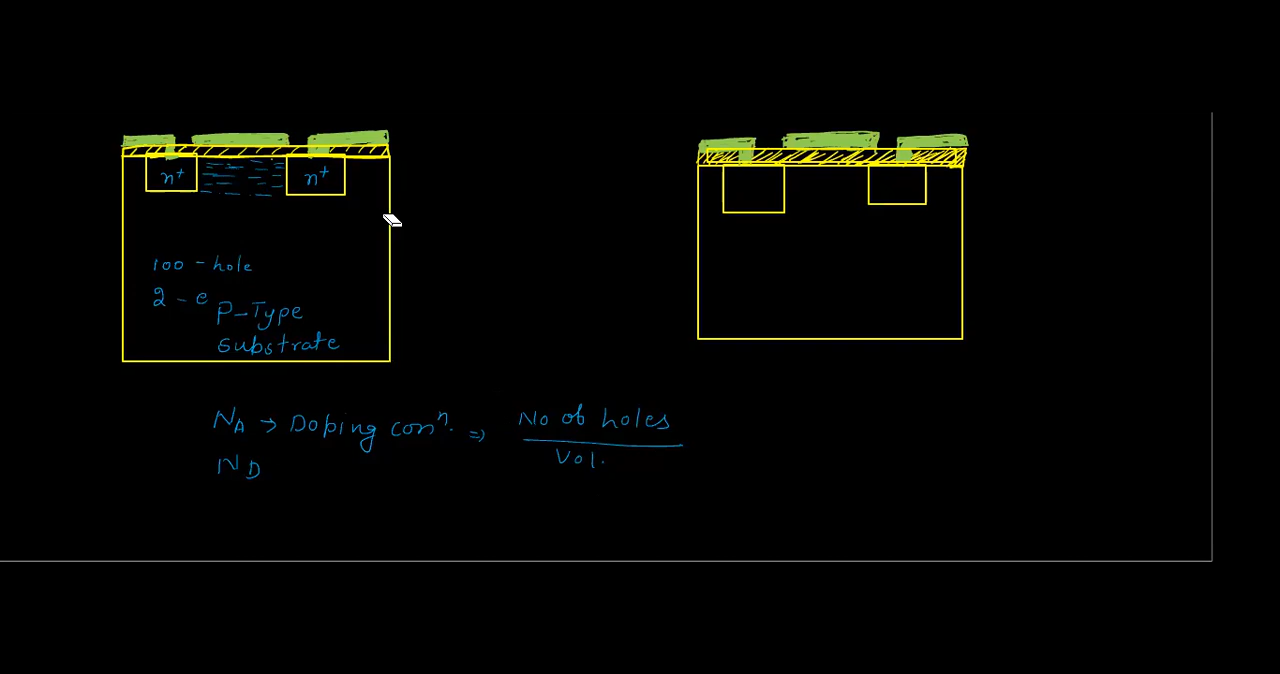 n+ n+
100 - hole
2 - e
P-Type
Substrate
NA → Doping conⁿ. ⇒ No of holes
Vol.
ND